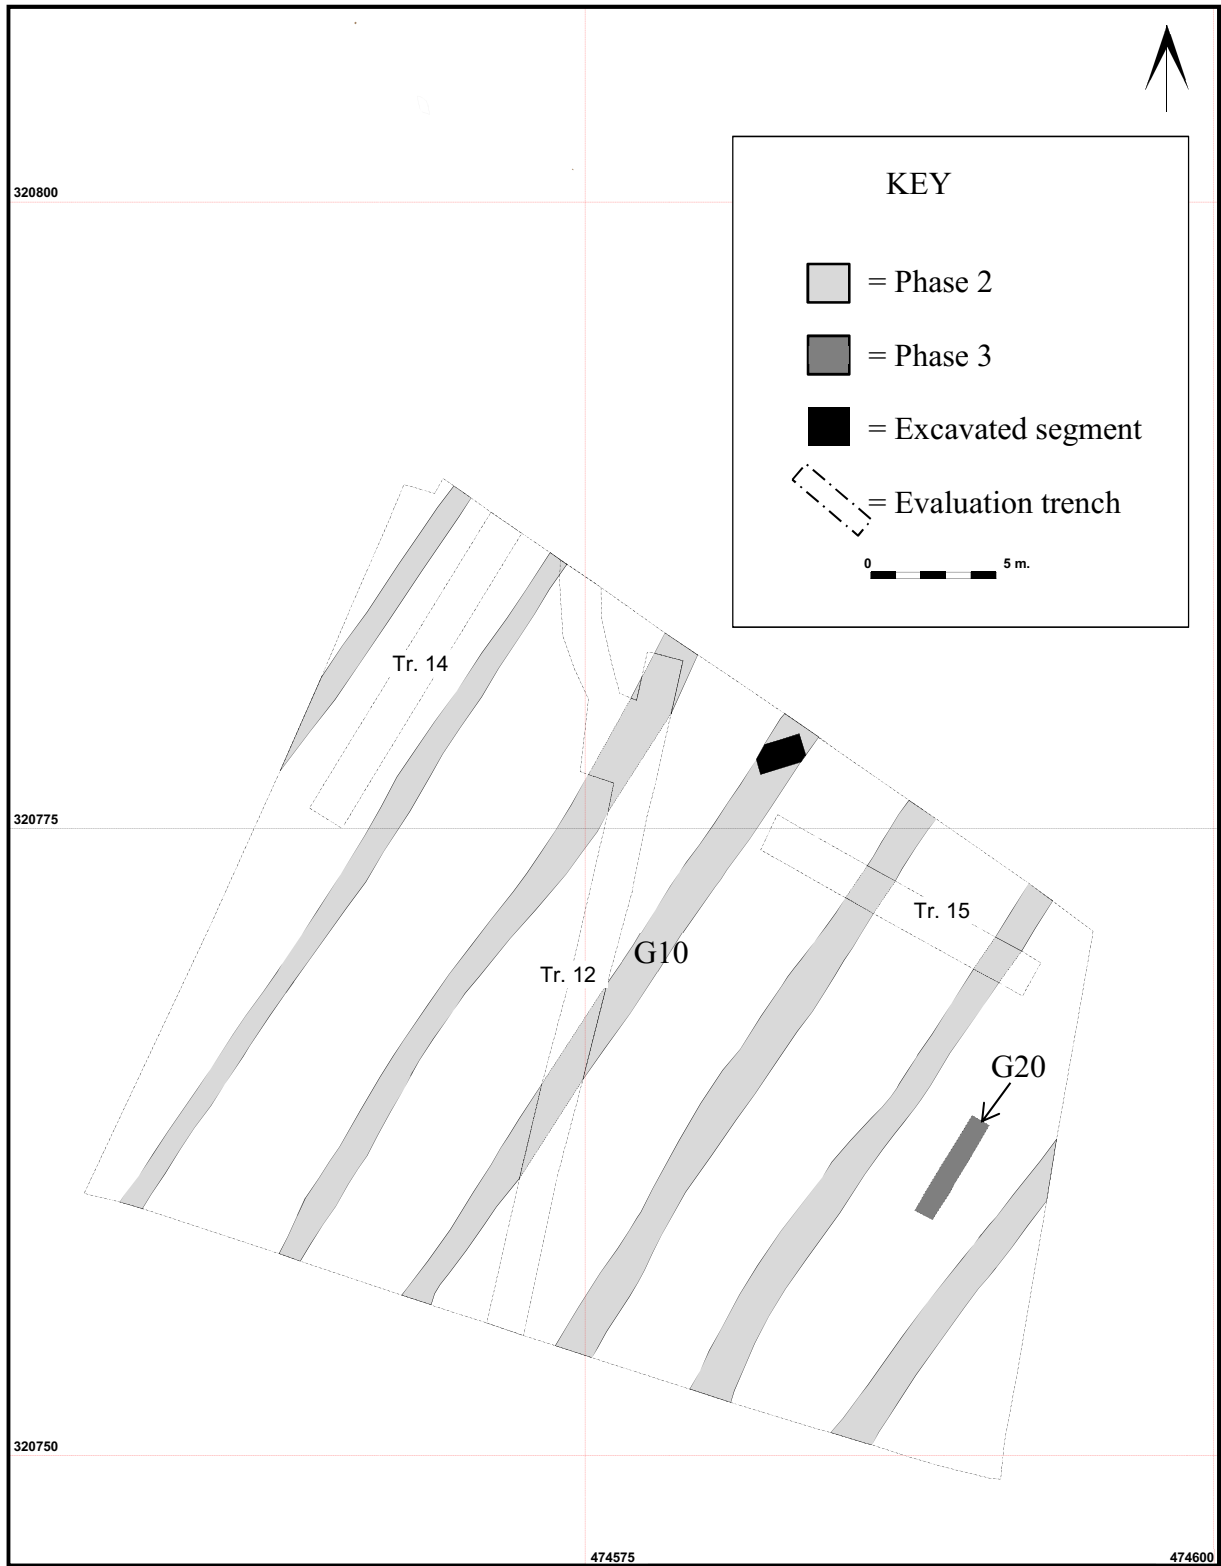 KEY
320800
= Phase 2
= Phase 3
= Excavated segment
= Evaluation trench
0 5 m.
Tr. 14
320775
Tr. 15
G10
Tr. 12
G20
320750
474575 474600